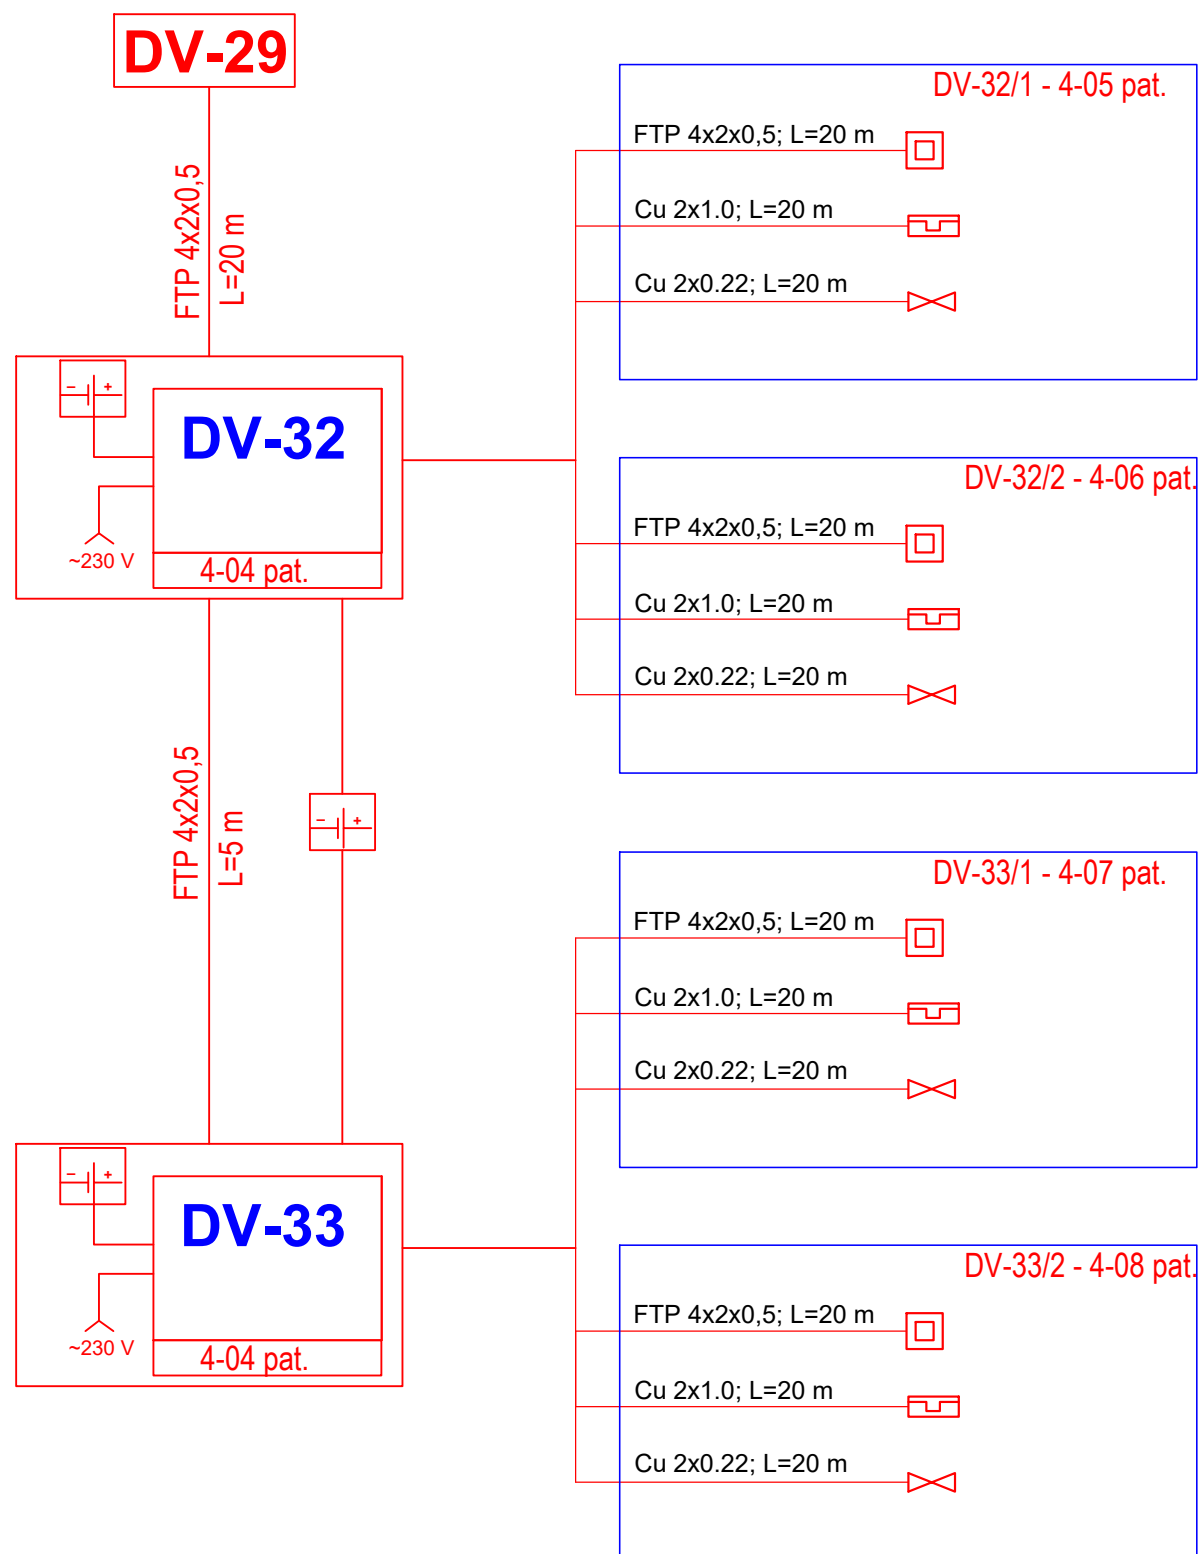 DV-29
FTP 4x2x0,5
L=20 m
DV-32
~230 V
4-04 pat.
DV-32/1 - 4-05 pat.
FTP 4x2x0,5; L=20 m
Cu 2x1.0; L=20 m
Cu 2x0.22; L=20 m
DV-32/2 - 4-06 pat.
FTP 4x2x0,5; L=20 m
Cu 2x1.0; L=20 m
Cu 2x0.22; L=20 m
FTP 4x2x0,5
L=5 m
DV-33
~230 V
4-04 pat.
DV-33/1 - 4-07 pat.
FTP 4x2x0,5; L=20 m
Cu 2x1.0; L=20 m
Cu 2x0.22; L=20 m
DV-33/2 - 4-08 pat.
FTP 4x2x0,5; L=20 m
Cu 2x1.0; L=20 m
Cu 2x0.22; L=20 m